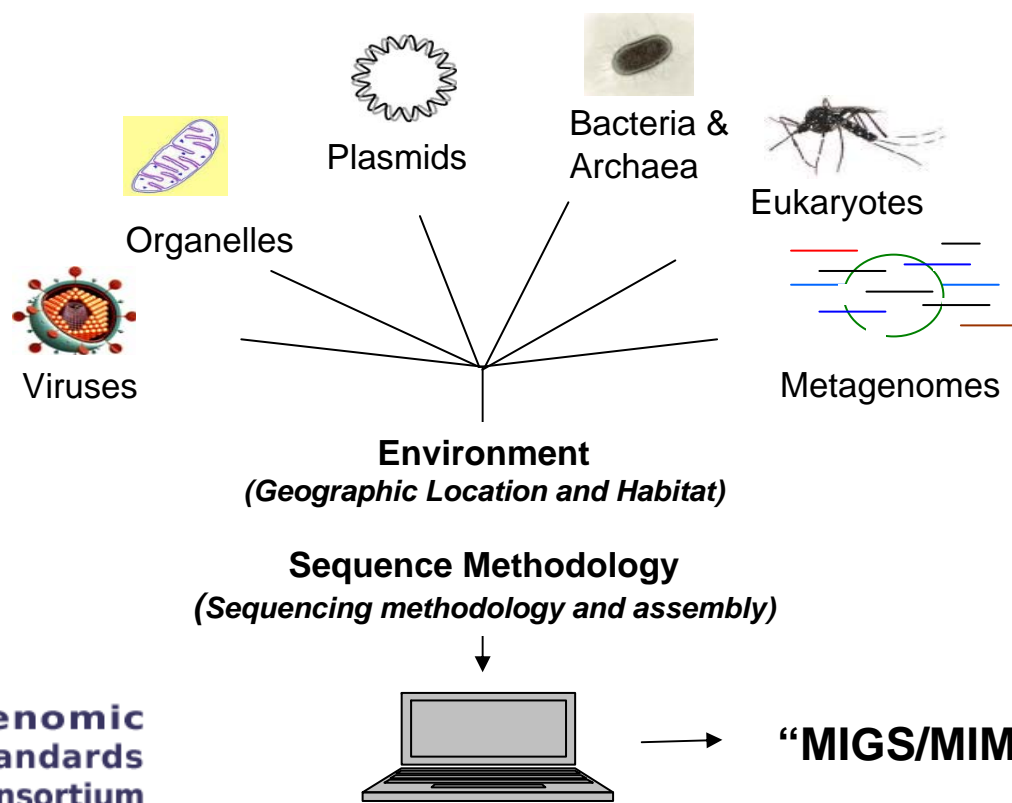 Plasmids
Bacteria &
Archaea
Eukaryotes
Organelles
Viruses
Metagenomes
Environment
(Geographic Location and Habitat)
Sequence Methodology
(Sequencing methodology and assembly)
enomic
andards
nsortium
“MIGS/MIM